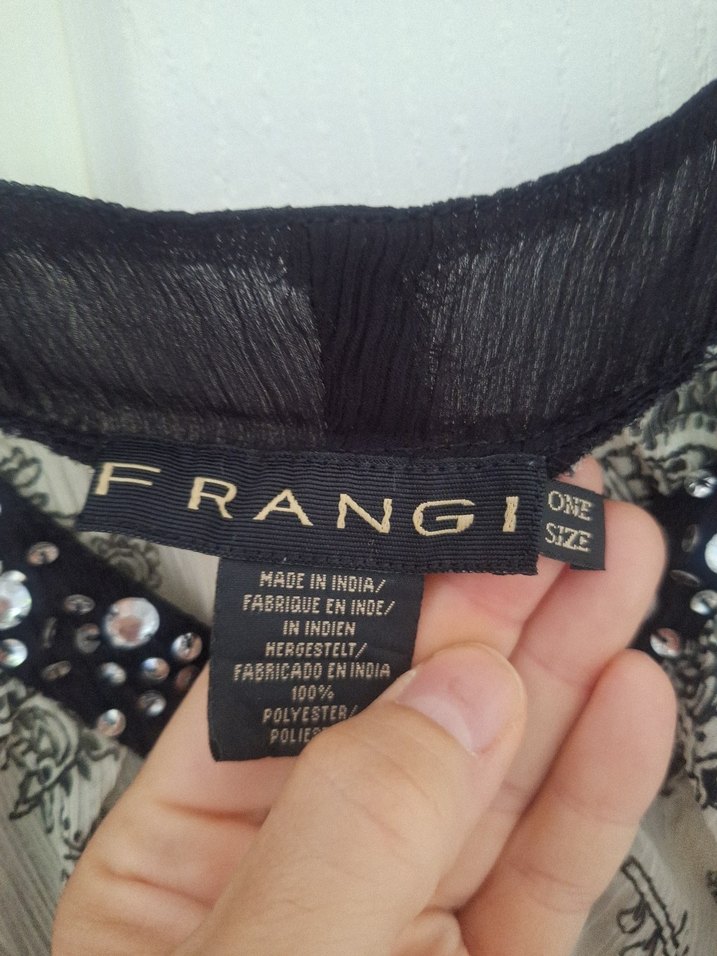 FRANGI
ONE
SIZE
MADE IN INDIA/
FABRIQUE EN INDE/
IN INDIEN
HERGESTELT/
FABRICADO EN INDIA
100%
POLYESTER/